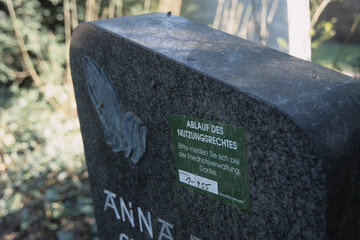 ABLAUF DES
NUTZUNGSRECHTES
Bitte melden Sie sich bei
der Friedhofsverwaltung
Danke.
ANNA